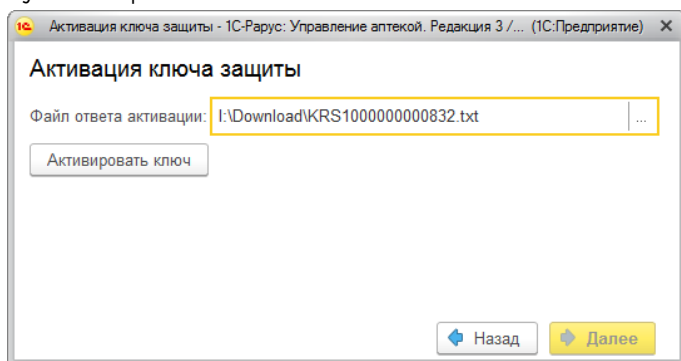 Активация ключа защиты - 1С-Рарус: Управление аптекой. Редакция 3 /... (1С:Предприятие)
Активация ключа защиты
Файл ответа активации: I:\Download\KRS1000000000832.txt ...
Активировать ключ
Назад Далее